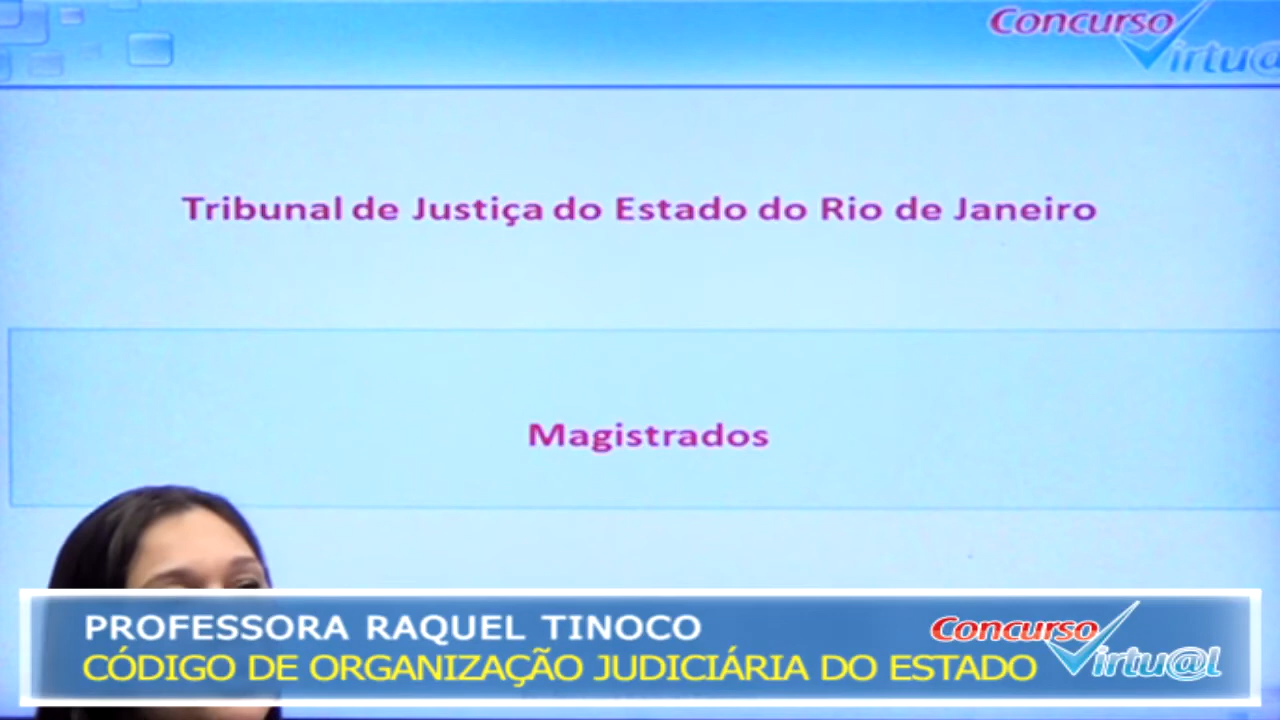 Concurso
Virtu@
Tribunal de Justiça do Estado do Rio de Janeiro
Magistrados
PROFESSORA RAQUEL TINOCO
CÓDIGO DE ORGANIZAÇÃO JUDICIÁRIA DO ESTADO
Concurso
Virtu@l